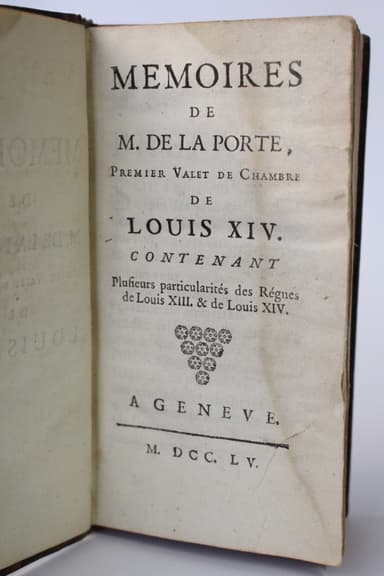 MEMOIRES
DE
M. DE LA PORTE,
PREMIER VALET DE CHAMBRE
DE
LOUIS XIV.
CONTENANT
Pluſieurs particularités des Régnes
de Louis XIII. & de Louis XIV.
A GENEVE.
M. DCC. LV.